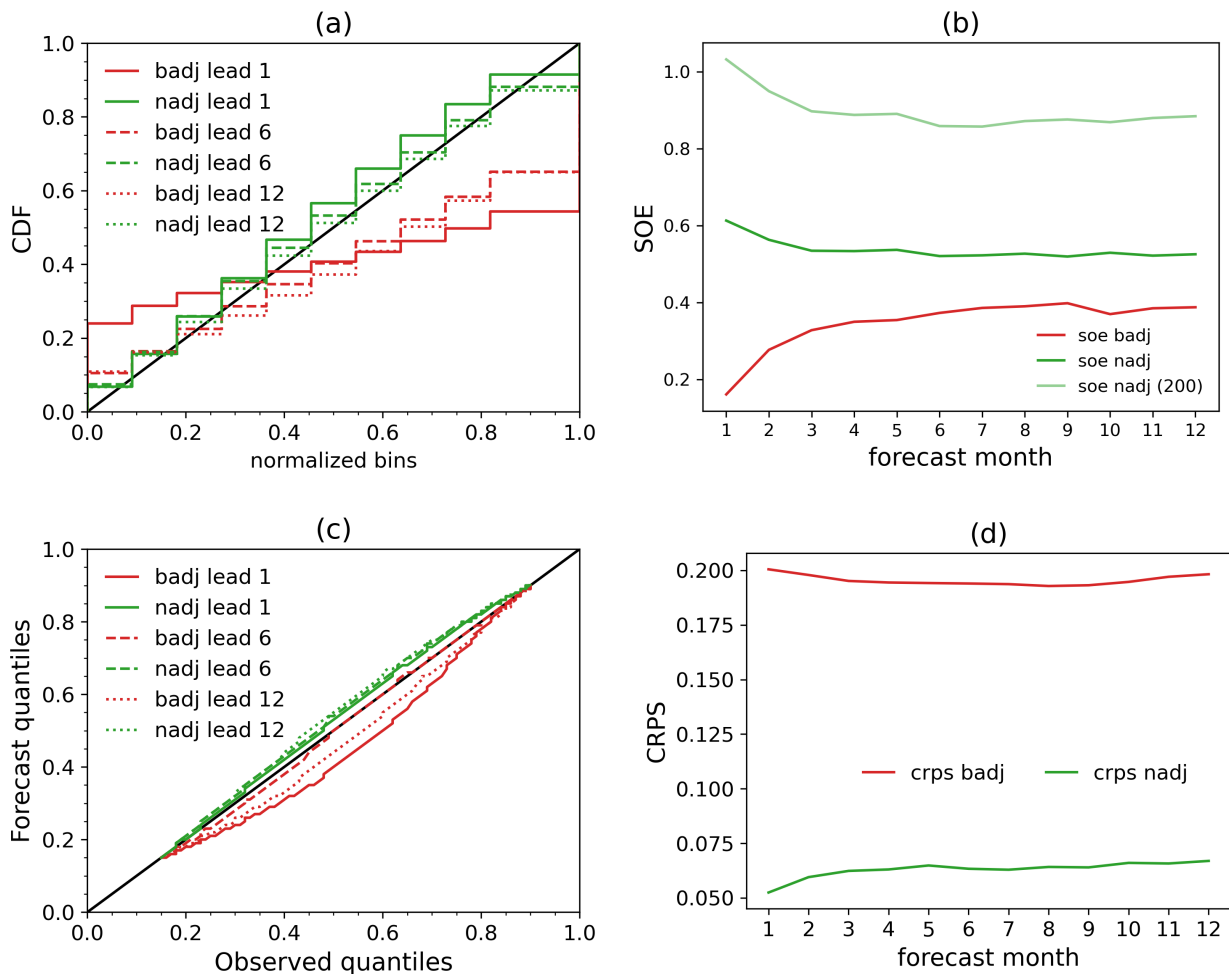 (a)
1.0
0.8
0.6
0.4
0.2
0.0
CDF
badj lead 1
nadj lead 1
badj lead 6
nadj lead 6
badj lead 12
nadj lead 12
0.0 0.2 0.4 0.6 0.8 1.0
normalized bins
(b)
1.0
0.8
0.6
0.4
0.2
SOE
soe badj
soe nadj
soe nadj (200)
1 2 3 4 5 6 7 8 9 10 11 12
forecast month
(c)
1.0
0.8
0.6
0.4
0.2
0.0
Forecast quantiles
badj lead 1
nadj lead 1
badj lead 6
nadj lead 6
badj lead 12
nadj lead 12
0.0 0.2 0.4 0.6 0.8 1.0
Observed quantiles
(d)
0.200
0.175
0.150
0.125
0.100
0.075
0.050
CRPS
crps badj crps nadj
1 2 3 4 5 6 7 8 9 10 11 12
forecast month